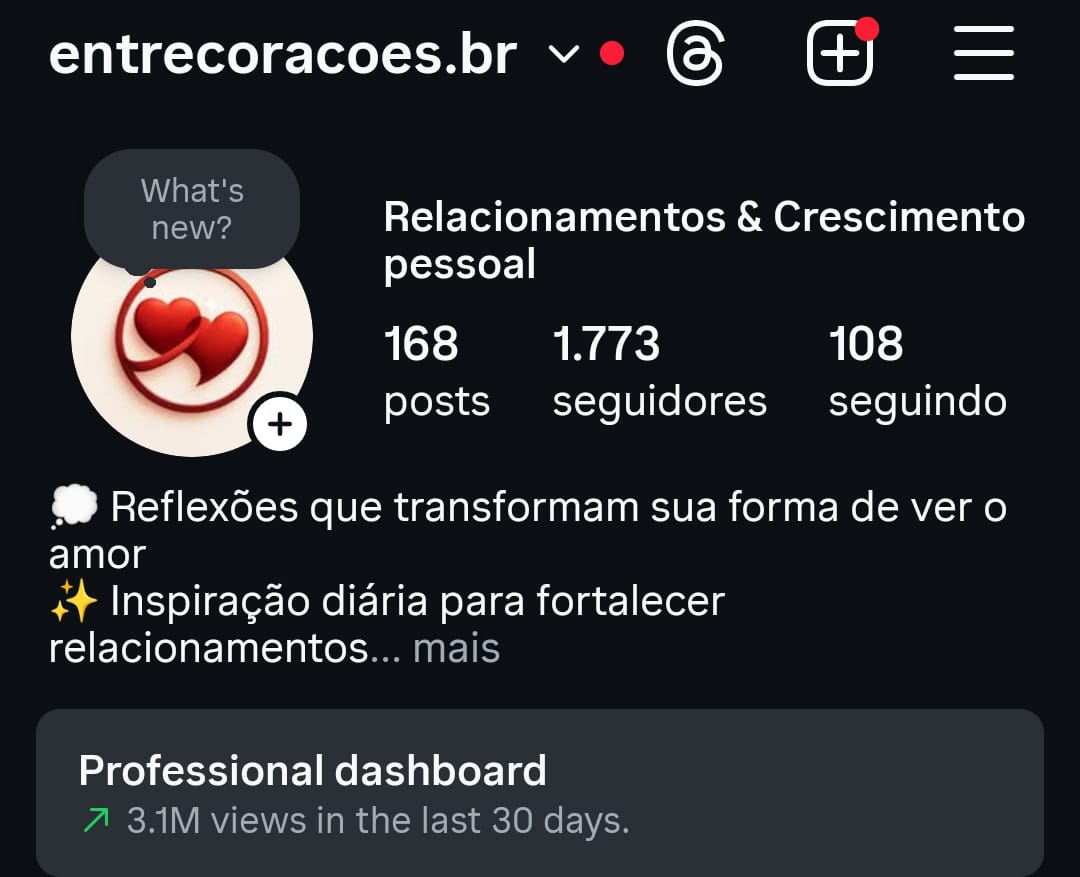 entrecoracoes.br
What's
new?
Relacionamentos & Crescimento
pessoal
168 1.773 108
posts seguidores seguindo
💭 Reflexões que transformam sua forma de ver o
amor
✨ Inspiração diária para fortalecer
relacionamentos... mais
Professional dashboard
3.1M views in the last 30 days.